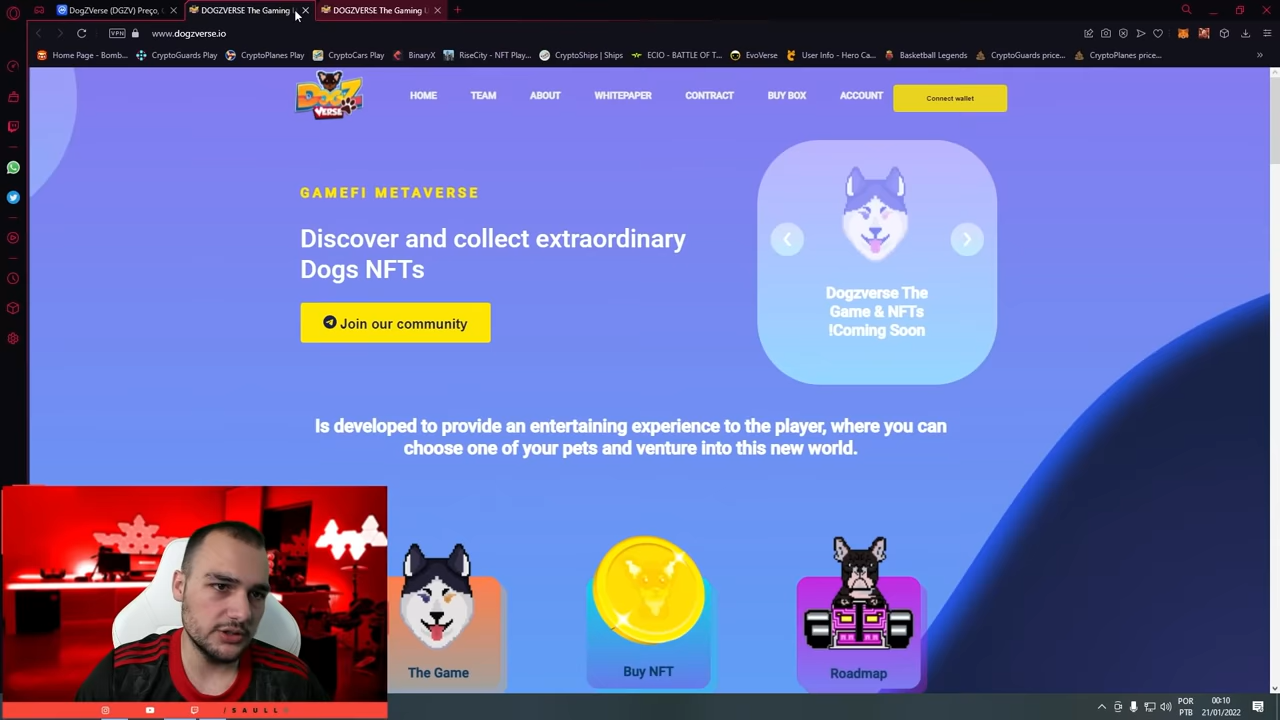 DogZVerse (DGZV) Preço,
DOGZVERSE The Gaming
DOGZVERSE The Gaming
VPN
www.dogzverse.io
Home Page - Bomb...
CryptoGuards Play
CryptoPlanes Play
CryptoCars Play
BinaryX
RiseCity - NFT Play...
CryptoShips | Ships
ECIO - BATTLE OF T...
EvoVerse
User Info - Hero Ca...
Basketball Legends
CryptoGuards price...
CryptoPlanes price...
DOGZ
VERSE
HOME
TEAM
ABOUT
WHITEPAPER
CONTRACT
BUY BOX
ACCOUNT
Connect wallet
GAMEFI METAVERSE
Discover and collect extraordinary
Dogs NFTs
Join our community
Dogzverse The
Game & NFTs
!Coming Soon
Is developed to provide an entertaining experience to the player, where you can
choose one of your pets and venture into this new world.
The Game
Buy NFT
Roadmap
POR
PTB
00:10
21/01/2022